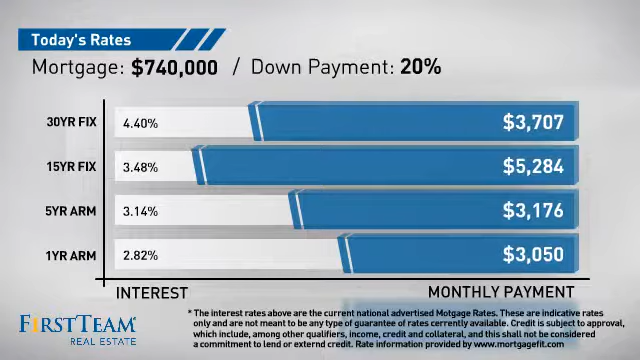 Today's Rates
Mortgage: $740,000 / Down Payment: 20%
30YR FIX 4.40% $3,707
15YR FIX 3.48% $5,284
5YR ARM 3.14% $3,176
1YR ARM 2.82% $3,050
INTEREST MONTHLY PAYMENT
FIRSTTEAM®
REAL ESTATE
* The interest rates above are the current national advertised Motgage Rates. These are indicative rates
only and are not meant to be any type of guarantee of rates cerrently available. Credit is subject to approval,
which include, among other qualifiers, income, credit and collateral, and this shall not be considered
a commitment to lend or externd credit. Rate information provided by www.mortgagefit.com